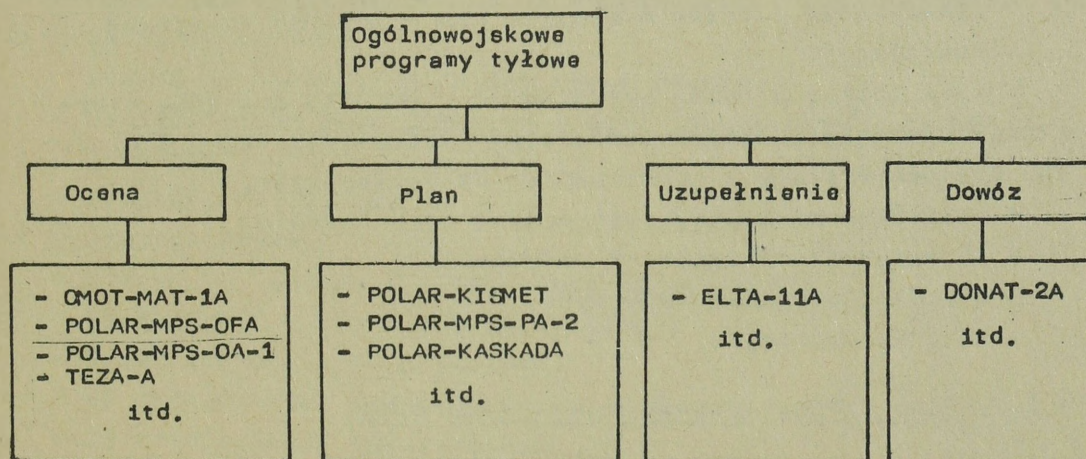 Ogólnowojskowe
programy tyłowe
Ocena
Plan
Uzupełnienie
Dowóz
- OMOT-MAT-1A
- POLAR-MPS-OFA
- POLAR-MPS-OA-1
- TEZA-A
itd.
- POLAR-KISMET
- POLAR-MPS-PA-2
- POLAR-KASKADA
itd.
- ELTA-11A
itd.
- DONAT-2A
itd.